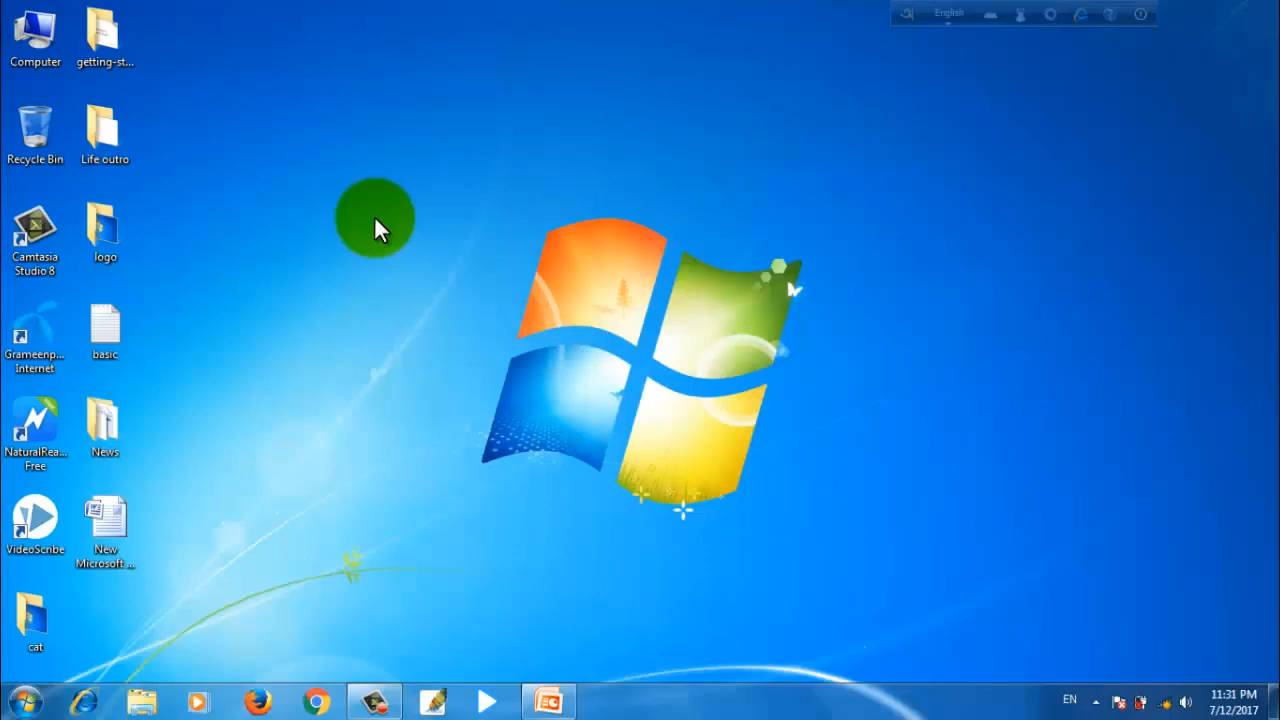 English
Computer
getting-st...
Recycle Bin
Life outro
Camtasia
Studio 8
logo
Grameenp...
Internet
basic
NaturalRea...
Free
News
VideoScribe
New
Microsoft ...
cat
EN
11:31 PM
7/12/2017